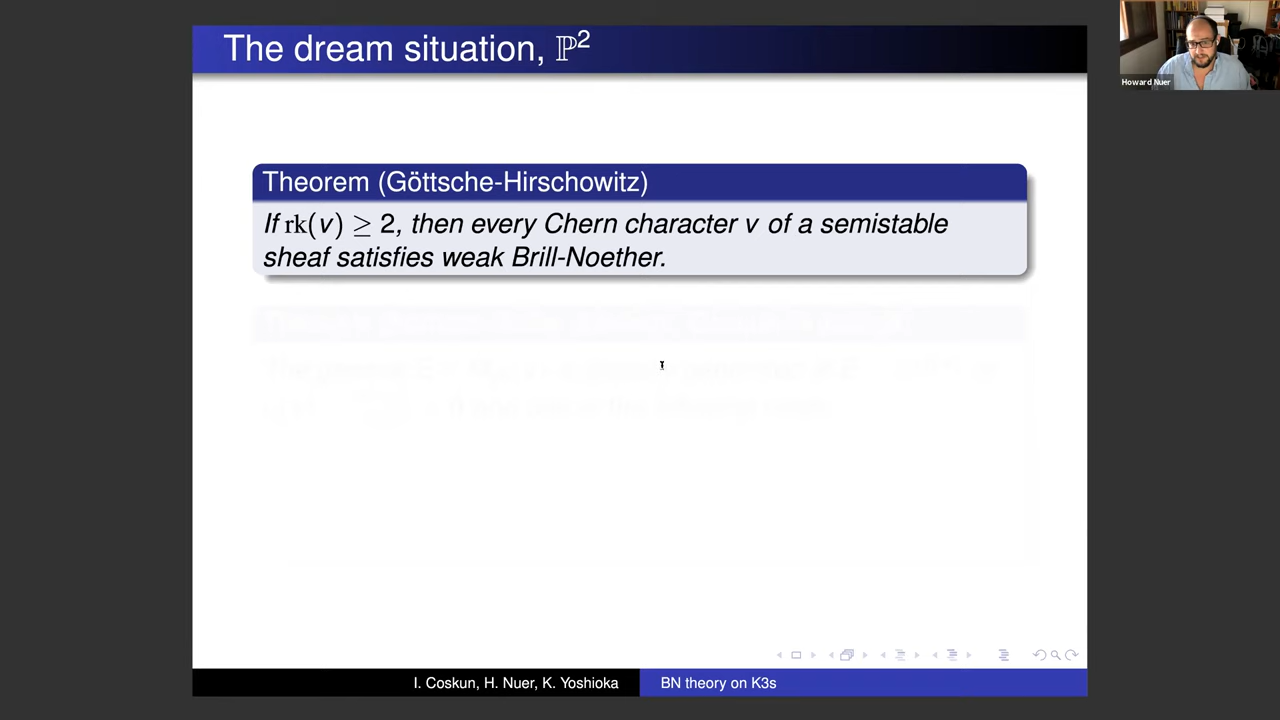 The dream situation, ℙ²
Howard Nuer
Theorem (Göttsche-Hirschowitz)
If rk(v) ≥ 2, then every Chern character v of a semistable
sheaf satisfies weak Brill-Noether.
I. Coskun, H. Nuer, K. Yoshioka
BN theory on K3s